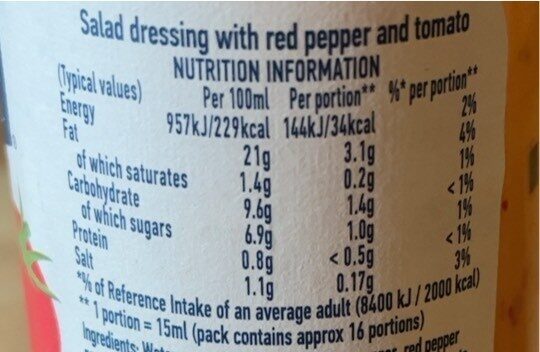 Salad dressing with red pepper and tomato
NUTRITION INFORMATION
(Typical values) Per 100ml Per portion** %* per portion**
Energy 957kJ/229kcal 144kJ/34kcal 2%
Fat 21g 3.1g 4%
of which saturates 1.4g 0.2g 1%
Carbohydrate 9.6g 1.4g <1%
of which sugars 6.9g 1.0g 1%
Protein 0.8g <0.5g <1%
Salt 1.1g 0.17g 3%
*% of Reference Intake of an average adult (8400 kJ / 2000 kcal)
** 1 portion = 15ml (pack contains approx 16 portions)
Ingredients: red pepper